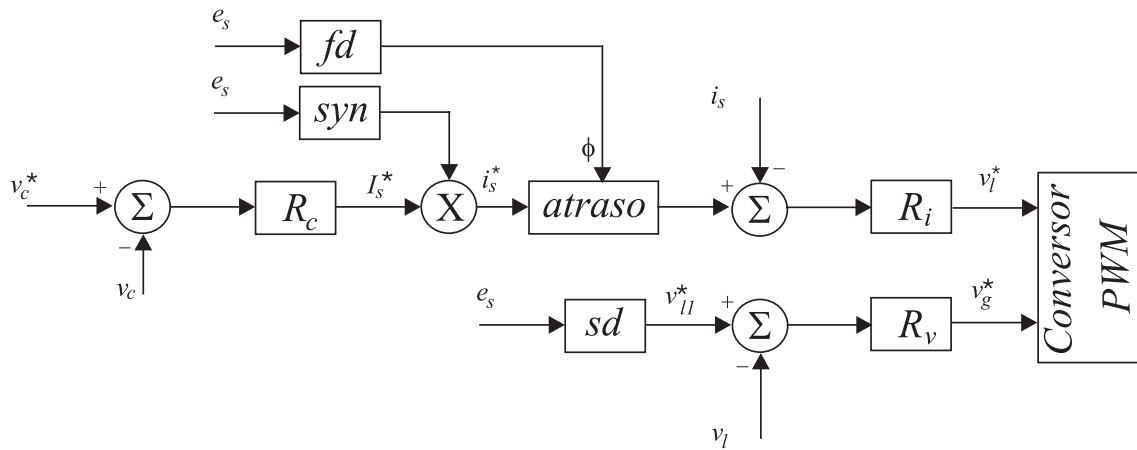 e_s
fd
e_s
syn
i_s
−
ϕ
v_c* + Σ R_c I_s* X i_s* atraso + Σ R_i v_l*
−
v_c
e_s sd v_l1* + Σ R_v v_g*
−
v_l
Conversor
PWM